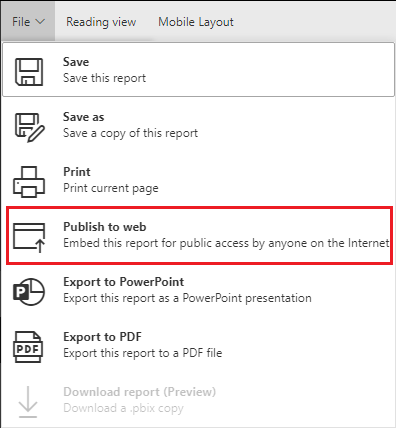 File Reading view Mobile Layout
Save
Save this report
Save as
Save a copy of this report
Print
Print current page
Publish to web
Embed this report for public access by anyone on the Internet
Export to PowerPoint
Export this report as a PowerPoint presentation
PDF
Export to PDF
Export this report to a PDF file
Download report (Preview)
Download a .pbix copy